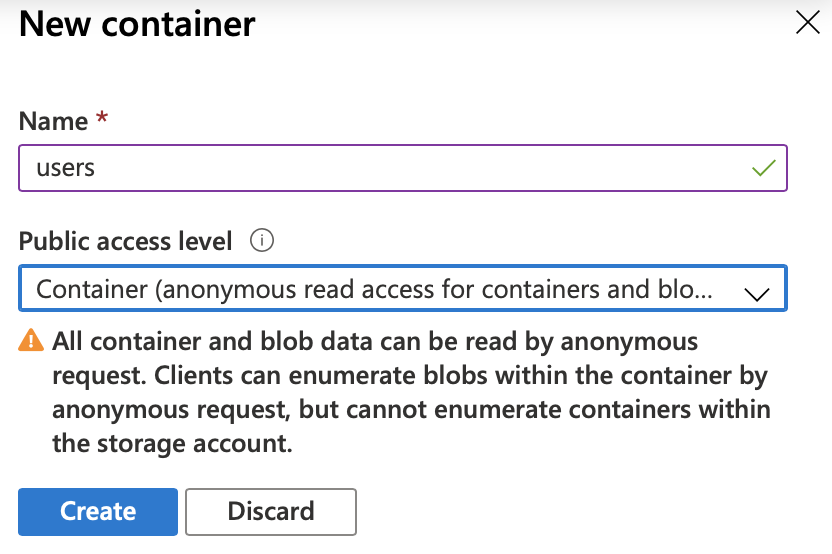 New container
Name *
users
Public access level
Container (anonymous read access for containers and blo...
All container and blob data can be read by anonymous
request. Clients can enumerate blobs within the container by
anonymous request, but cannot enumerate containers within
the storage account.
Create Discard